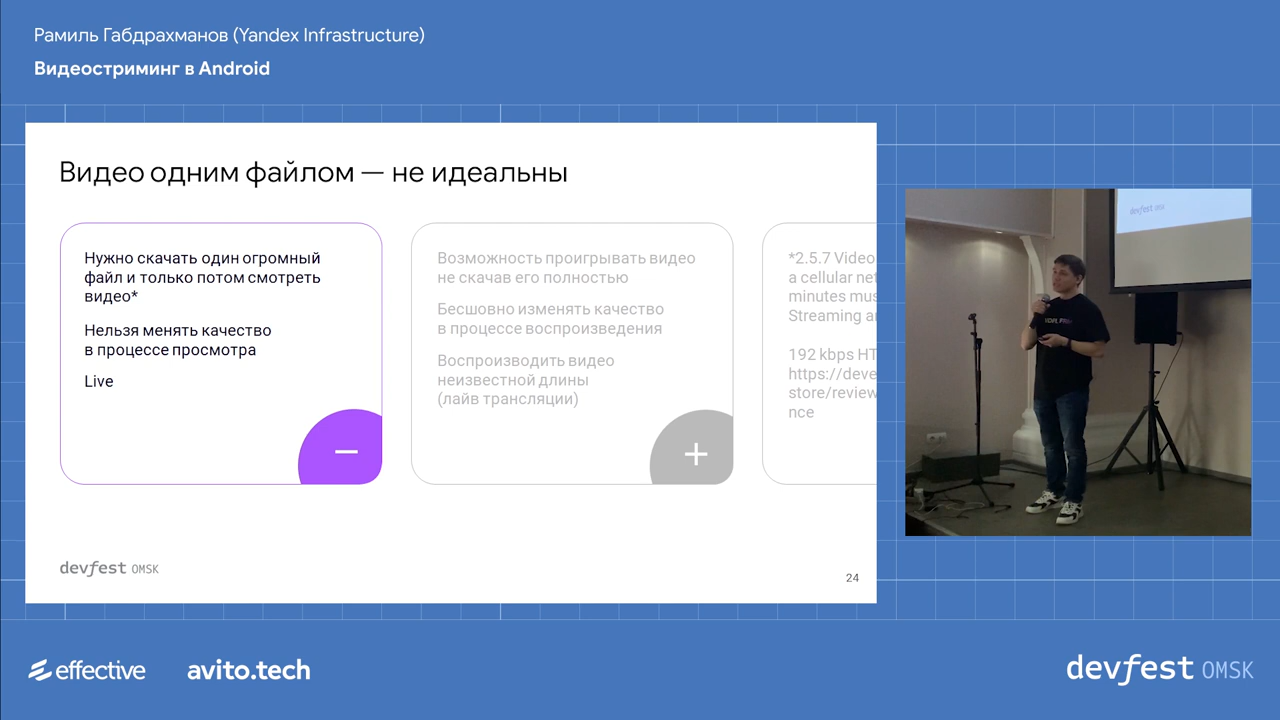 Рамиль Габдрахманов (Yandex Infrastructure)
Видеостриминг в Android
Видео одним файлом — не идеальны
Нужно скачать один огромный
файл и только потом смотреть
видео*
Нельзя менять качество
в процессе просмотра
Live
Возможность проигрывать видео
не скачав его полностью
Бесшовно изменять качество
в процессе воспроизведения
Воспроизводить видео
неизвестной длины
(лайв трансляции)
*2.5.7 Video
a cellular net
minutes mus
Streaming a
192 kbps HT
https://deve
store/review
nce
devfest OMSK
24
devfest OMSK
effective
avito.tech
devfest OMSK